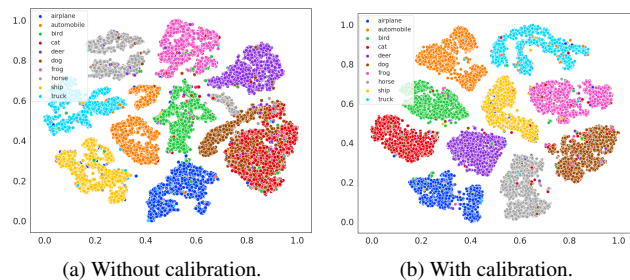 airplane
automobile
bird
cat
deer
dog
frog
horse
ship
truck
1.0
0.8
0.6
0.4
0.2
0.0
0.0 0.2 0.4 0.6 0.8 1.0
(a) Without calibration.
airplane
automobile
bird
cat
deer
dog
frog
horse
ship
truck
1.0
0.8
0.6
0.4
0.2
0.0
0.0 0.2 0.4 0.6 0.8 1.0
(b) With calibration.